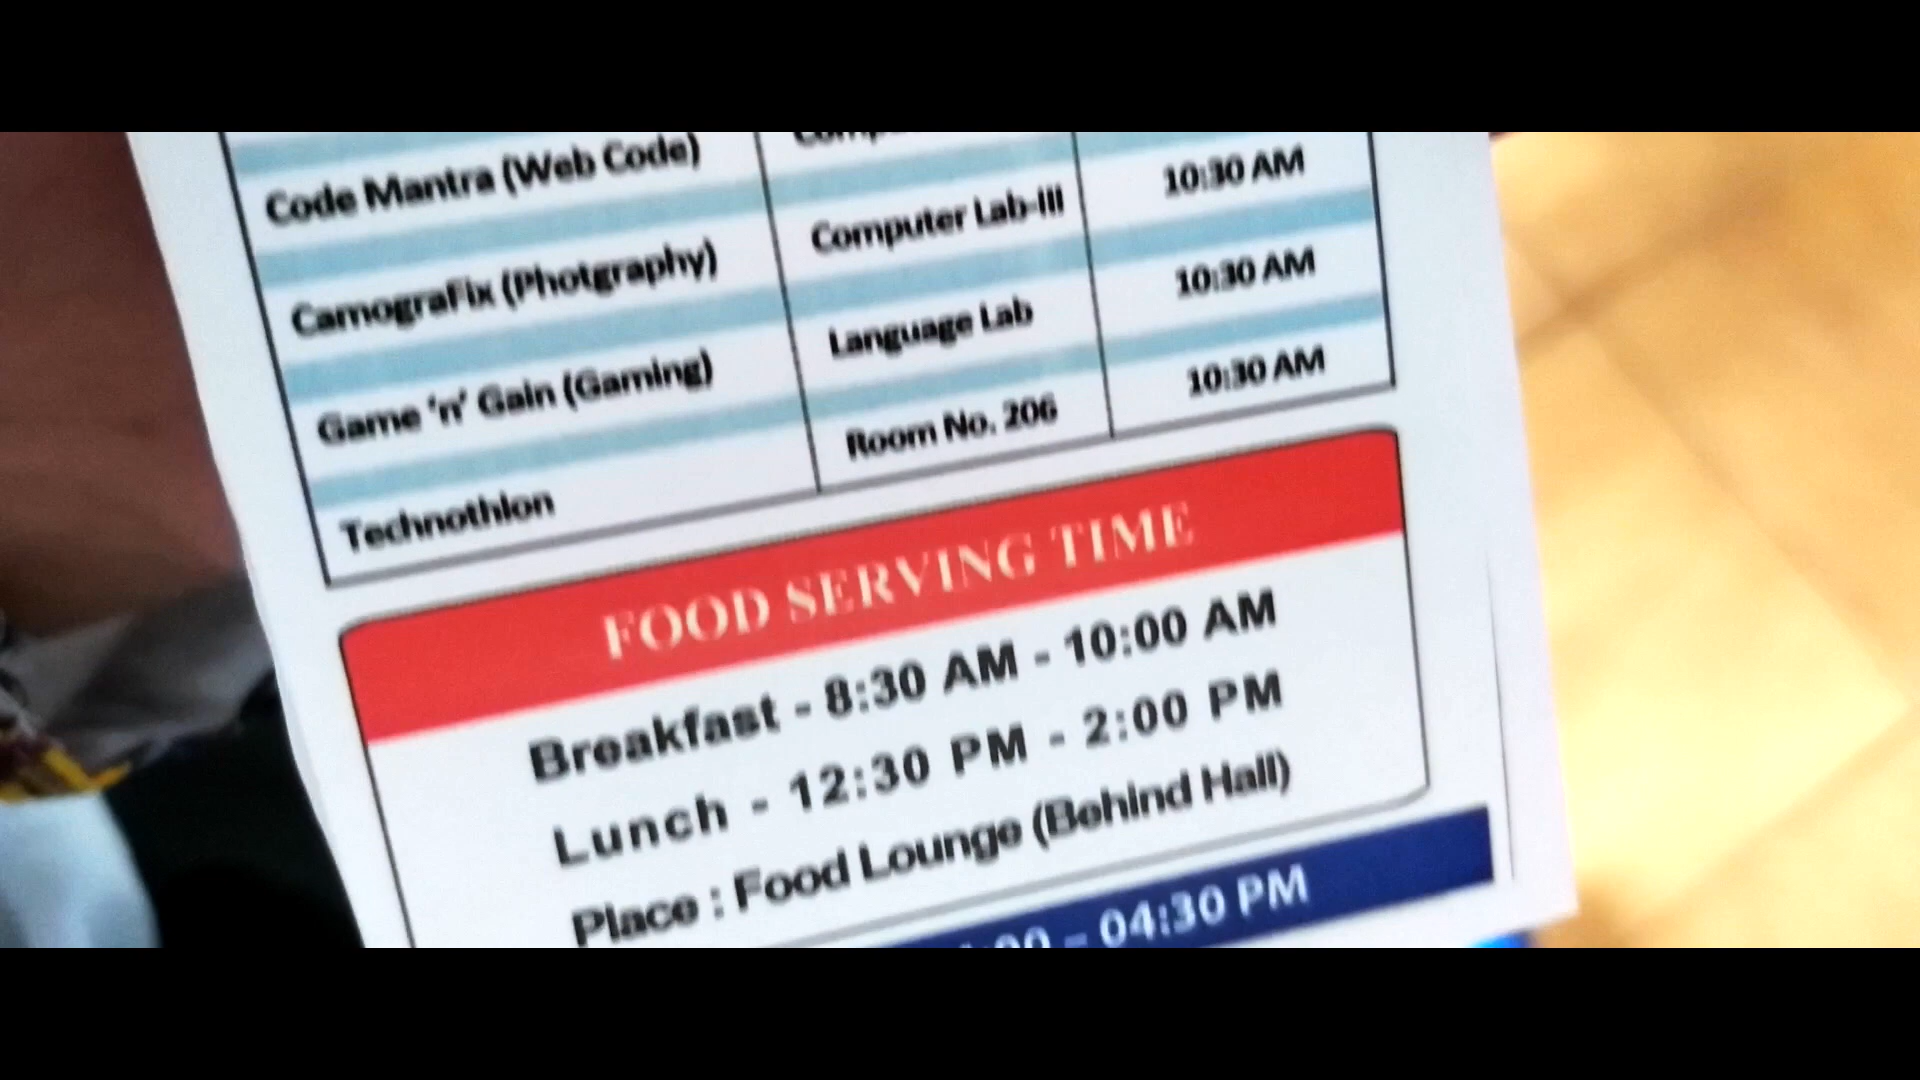 Code Mantra (Web Code)
10:30 AM
CamograFix (Photgraphy) Computer Lab-III 10:30 AM
Game 'n' Gain (Gaming) Language Lab 10:30 AM
Technothlon Room No. 206
FOOD SERVING TIME
Breakfast - 8:30 AM - 10:00 AM
Lunch - 12:30 PM - 2:00 PM
Place : Food Lounge (Behind Hall)
– 04:30 PM